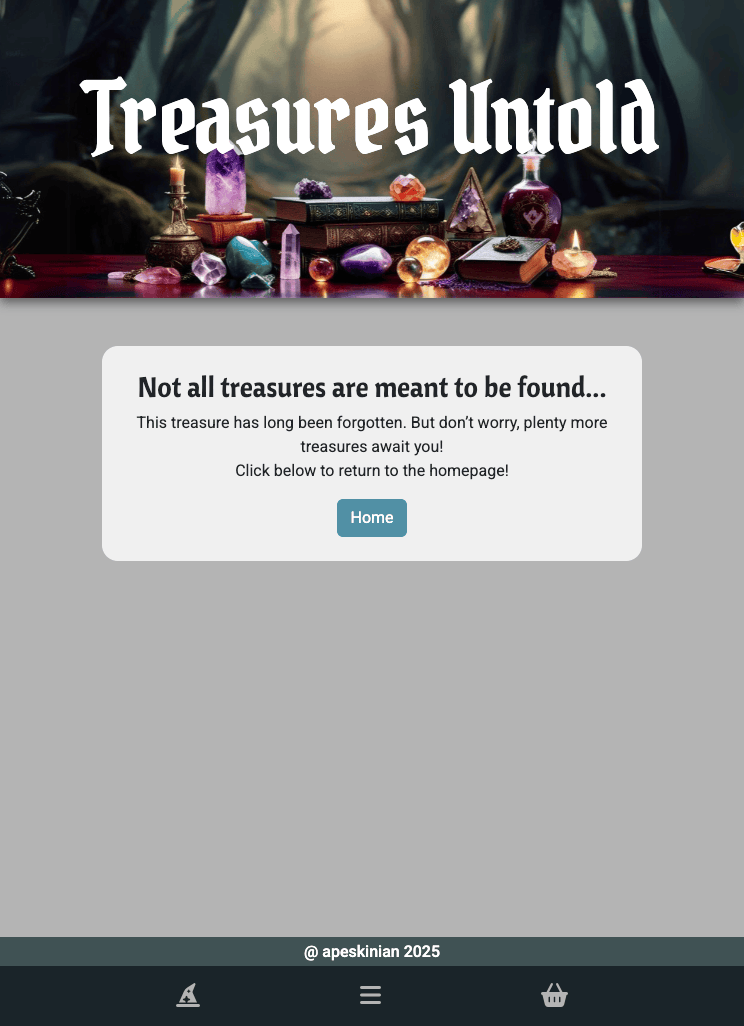 Treasures Untold
Not all treasures are meant to be found...
This treasure has long been forgotten. But don’t worry, plenty more
treasures await you!
Click below to return to the homepage!
Home
@ apeskinian 2025